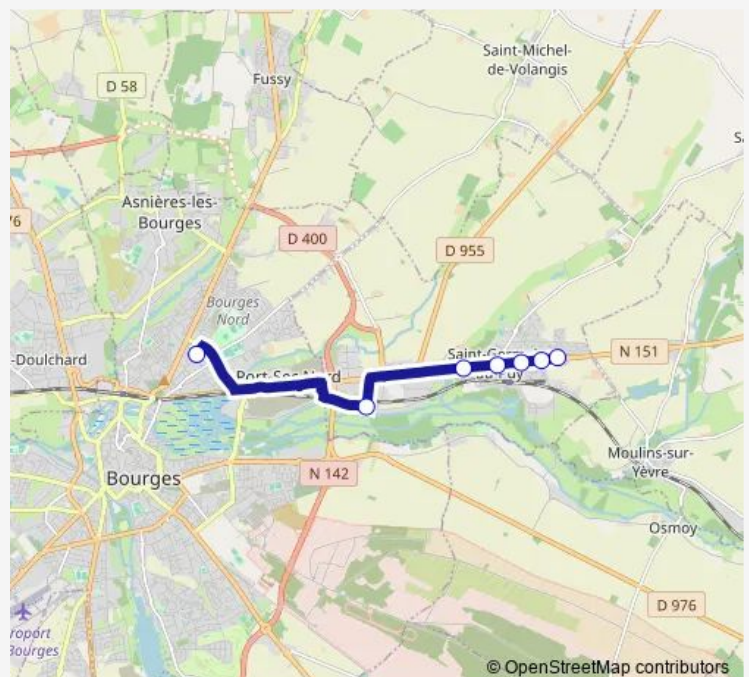 Saint-Michel-
de-Volangis
Fussy
D 58
Asnières-les-
Bourges
D 400
D 955
Bourges
Nord
N 151
-Doulchard
Port-Sec Nord
Bourges
N 142
Moulins-sur-
Yèvre
Osmoy
D 976
Bourges
© OpenStreetMap contributors